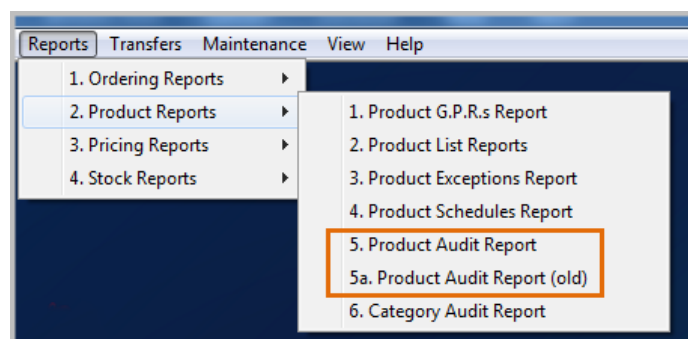 Reports Transfers Maintenance View Help
1. Ordering Reports
2. Product Reports
3. Pricing Reports
4. Stock Reports
1. Product G.P.R.s Report
2. Product List Reports
3. Product Exceptions Report
4. Product Schedules Report
5. Product Audit Report
5a. Product Audit Report (old)
6. Category Audit Report